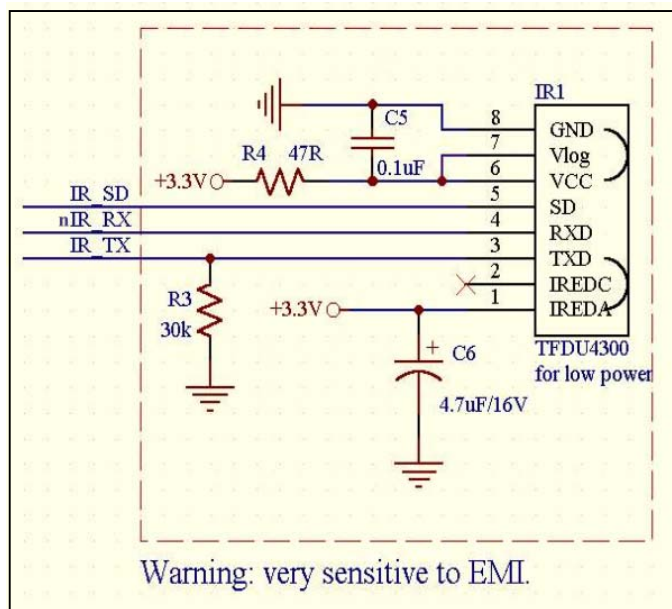 IR1
8
GND
C5
7
Vlog
R4
47R
0.1uF
6
VCC
+3.3V
IR_SD
5
SD
nIR_RX
4
RXD
IR_TX
3
TXD
2
IREDC
R3
30k
+3.3V
1
IREDA
+
C6
TFDU4300
for low power
4.7uF/16V
Warning: very sensitive to EMI.